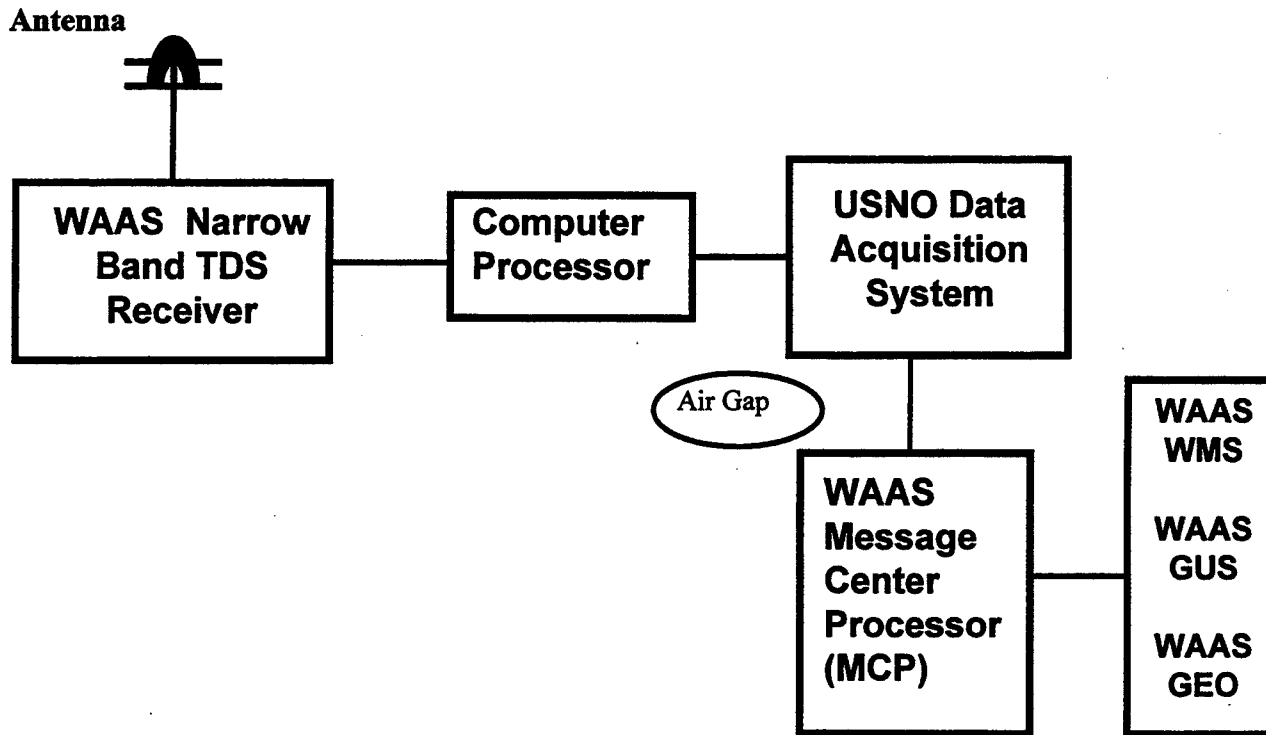 Antenna
WAAS Narrow
Band TDS
Receiver
Computer
Processor
USNO Data
Acquisition
System
Air Gap
WAAS
Message
Center
Processor
(MCP)
WAAS
WMS
WAAS
GUS
WAAS
GEO